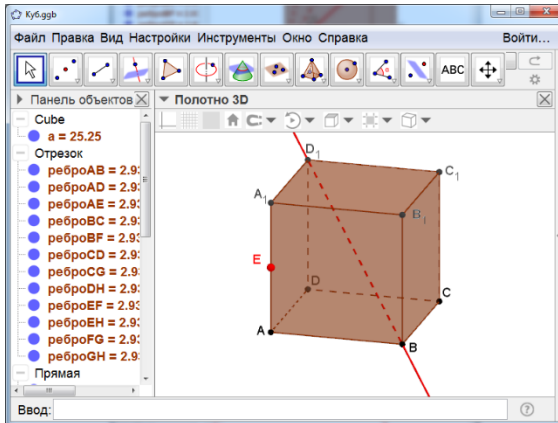 Куб.ggb
Файл Правка Вид Настройки Инструменты Окно Справка
Войти...
ABC
Панель объектов
Полотно 3D
Cube
a = 25.25
Отрезок
реброAB = 2.93
реброAD = 2.93
реброAE = 2.93
реброBC = 2.93
реброBF = 2.93
реброCD = 2.93
реброCG = 2.93
реброDH = 2.93
реброEF = 2.93
реброEH = 2.93
реброFG = 2.93
реброGH = 2.93
Прямая
D1
C1
A1
B1
E
D
C
A
B
Ввод: